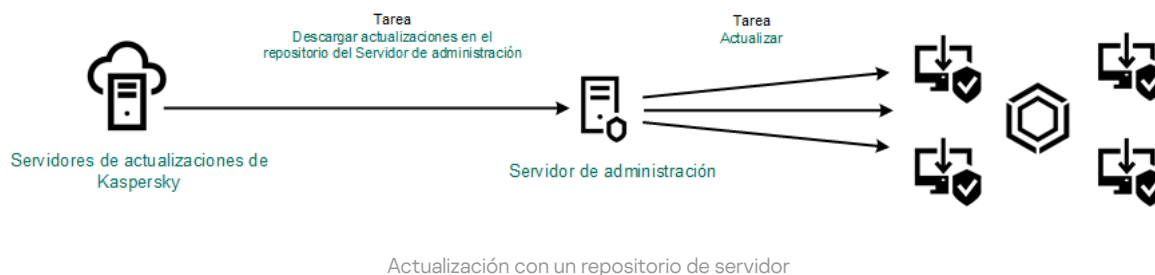 Tarea
Descargar actualizaciones en el
repositorio del Servidor de administración
Tarea
Actualizar
Servidores de actualizaciones de
Kaspersky
Servidor de administración
Actualización con un repositorio de servidor